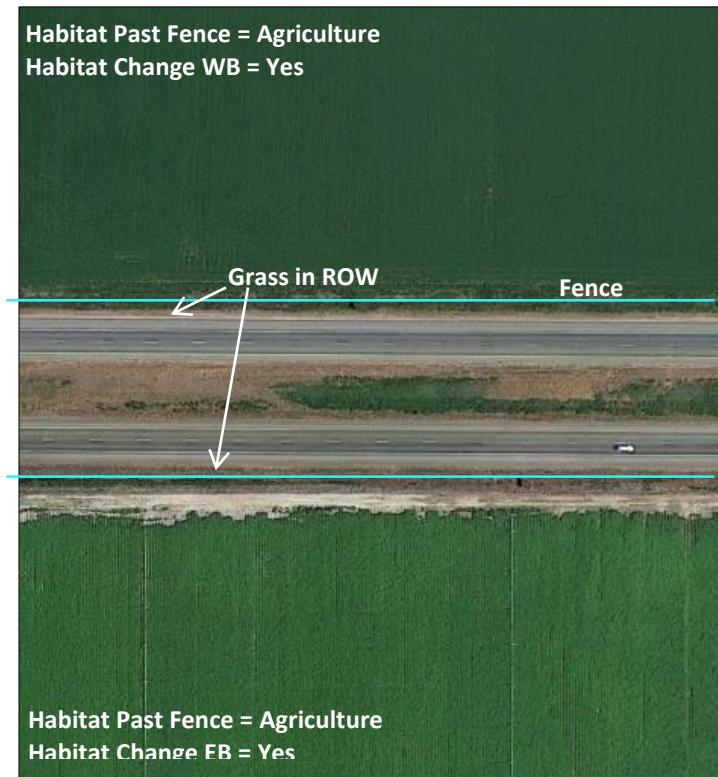 Habitat Past Fence = Agriculture
Habitat Change WB = Yes
Grass in ROW
Fence
Habitat Past Fence = Agriculture
Habitat Change EB = Yes